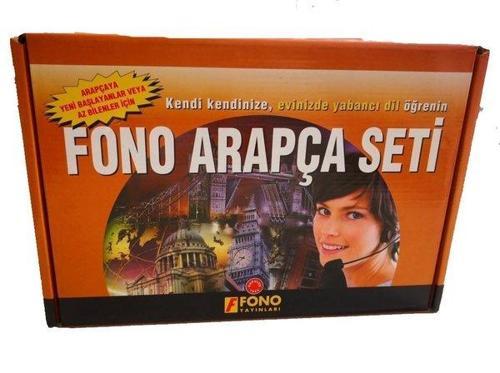 ARAPÇAYA
YENİ BAŞLAYANLAR VEYA
AZ BİLENLER İÇİN
Kendi kendinize, evinizde yabancı dil öğrenin
FONO ARAPÇA SETİ
F FONO
YAYINLARI